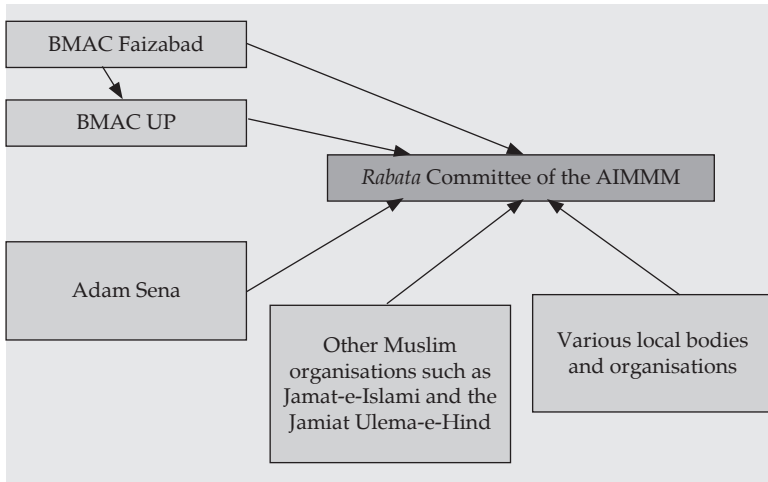 BMAC Faizabad
BMAC UP
Rabata Committee of the AIMMM
Adam Sena
Other Muslim
organisations such as
Jamat-e-Islami and the
Jamiat Ulema-e-Hind
Various local bodies
and organisations